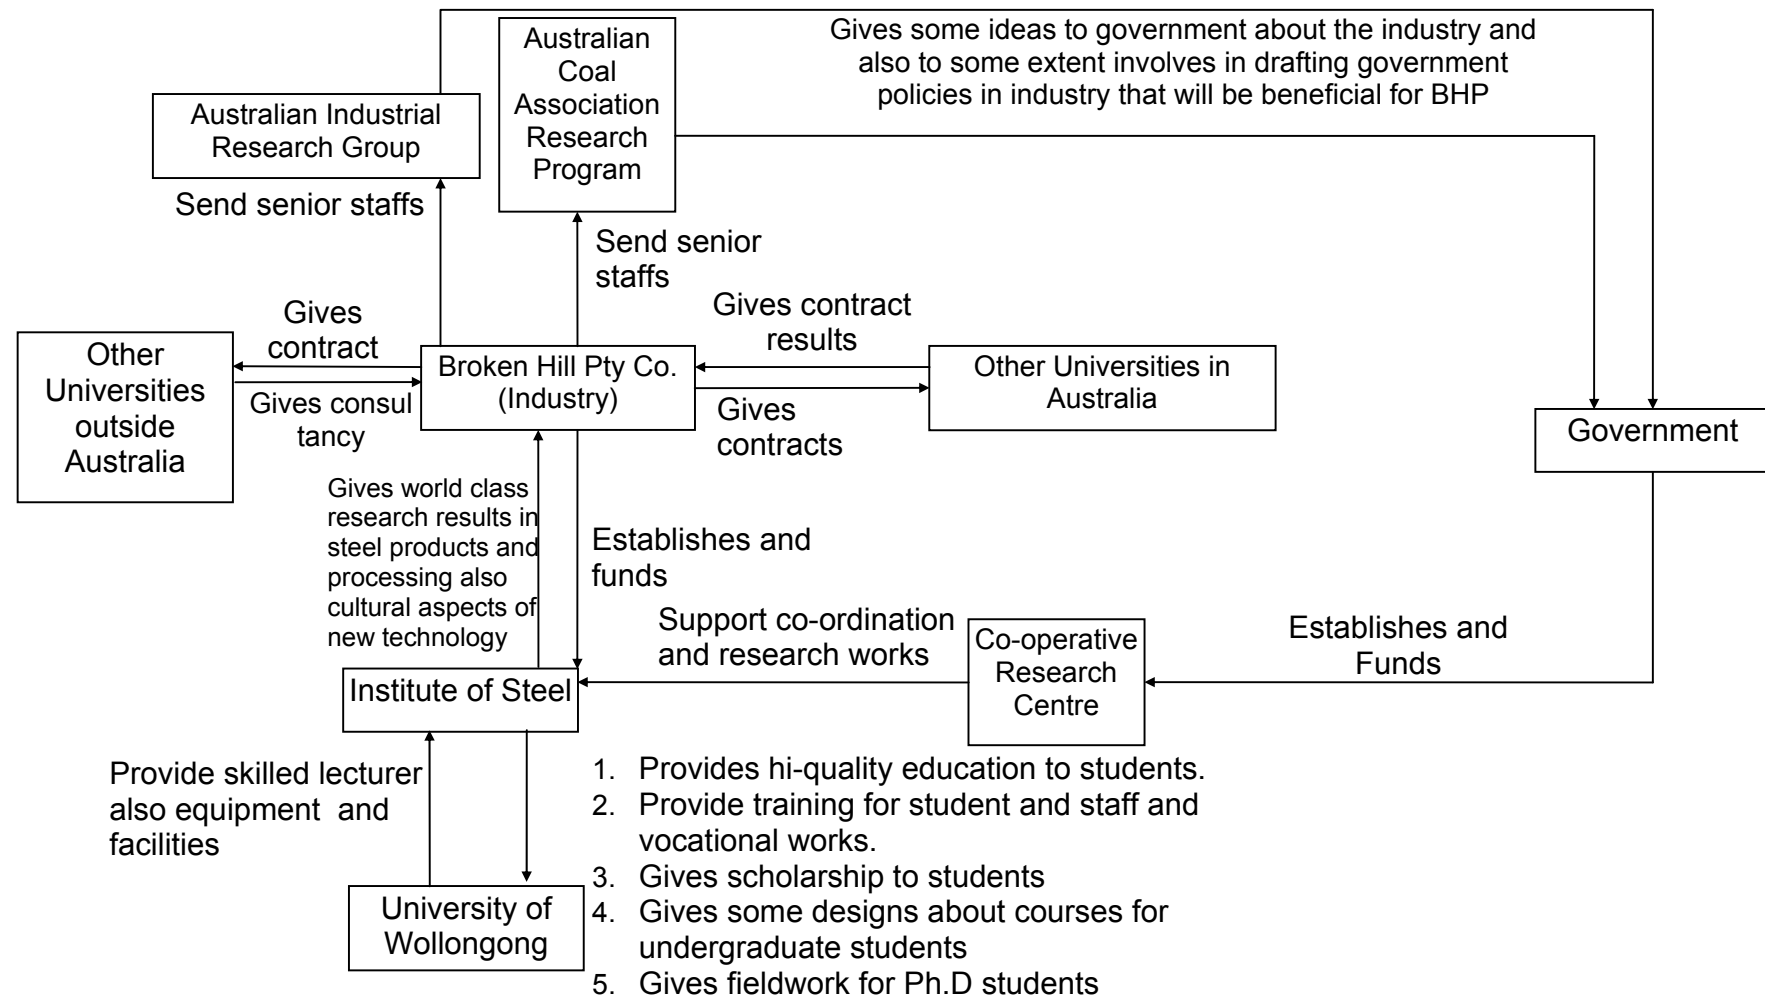 Australian
Coal
Association
Research
Program
Gives some ideas to government about the industry and
also to some extent involves in drafting government
policies in industry that will be beneficial for BHP
Australian Industrial
Research Group
Send senior staffs
Send senior
staffs
Gives
contract
Gives contract
results
Other
Universities
outside
Australia
Broken Hill Pty Co.
(Industry)
Other Universities in
Australia
Gives consul
tancy
Gives
contracts
Government
Gives world class
research results in
steel products and
processing also
cultural aspects of
new technology
Establishes and
funds
Support co-ordination
and research works
Co-operative
Research
Centre
Establishes and
Funds
Institute of Steel
Provide skilled lecturer
also equipment and
facilities
1. Provides hi-quality education to students.
2. Provide training for student and staff and
vocational works.
3. Gives scholarship to students
4. Gives some designs about courses for
undergraduate students
5. Gives fieldwork for Ph.D students
University of
Wollongong